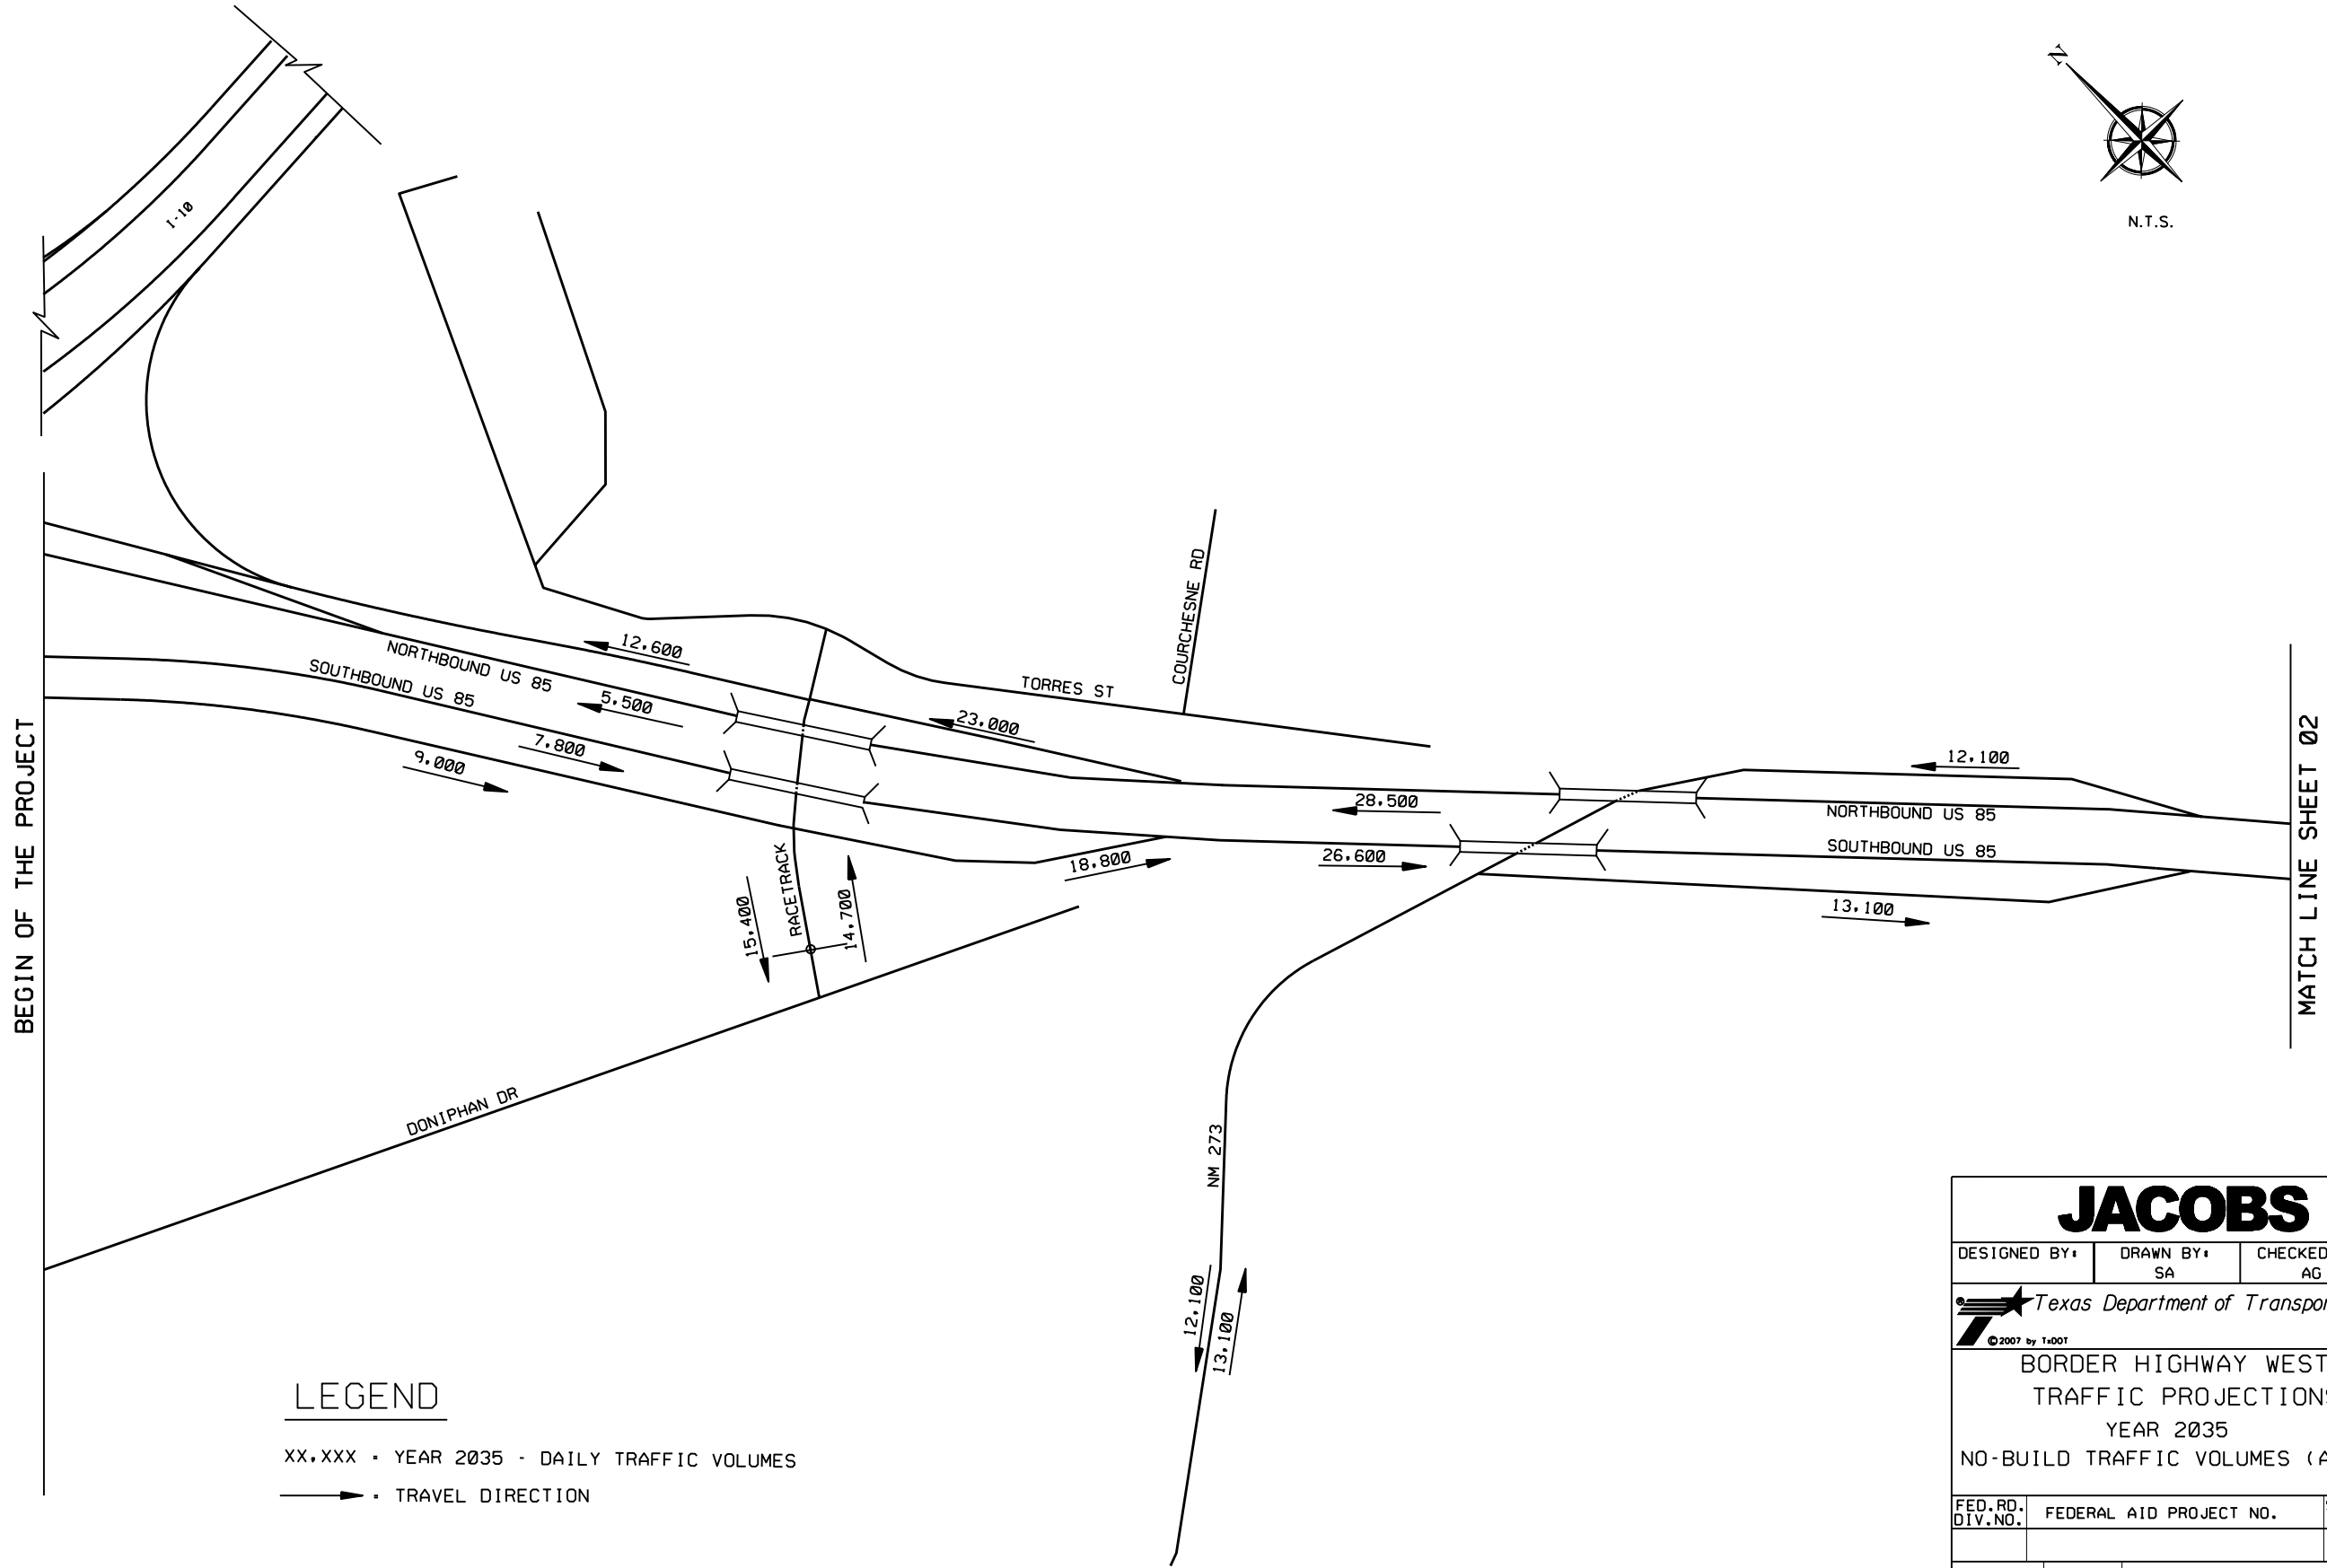 N
N.T.S.
I-10
COURCHESNE RD
12,600
NORTHBOUND US 85
SOUTHBOUND US 85
TORRES ST
5,500
23,000
7,800
9,000
12,100
28,500
NORTHBOUND US 85
26,600
SOUTHBOUND US 85
18,800
13,100
RACETRACK
15,400
14,700
BEGIN OF THE PROJECT
MATCH LINE SHEET 02
DONIPHAN DR
NM 273
12,100
13,100
LEGEND
XX,XXX = YEAR 2035 - DAILY TRAFFIC VOLUMES
= TRAVEL DIRECTION
JACOBS
DESIGNED BY: DRAWN BY: CHECKED
SA AG
® Texas Department of Transpor
©2007 by TxDOT
BORDER HIGHWAY WEST
TRAFFIC PROJECTIONS
YEAR 2035
NO-BUILD TRAFFIC VOLUMES (A
FED.RD. DIV.NO. FEDERAL AID PROJECT NO.